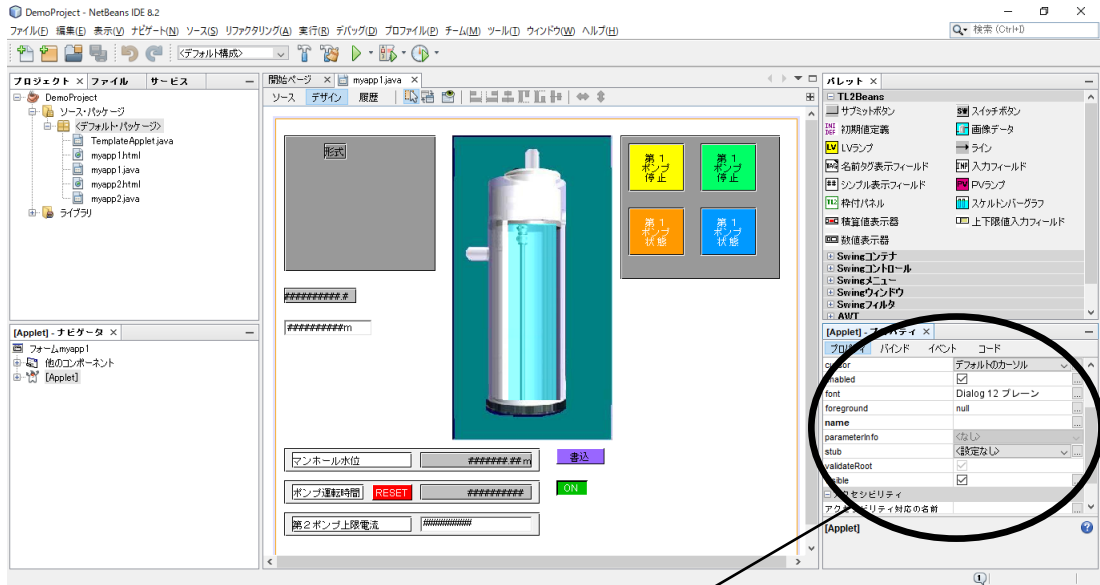 DemoProject - NetBeans IDE 8.2
ファイル(F) 編集(E) 表示(V) ナビゲート(N) ソース(S) リファクタリング(A) 実行(R) デバッグ(D) プロファイル(P) チーム(M) ツール(T) ウィンドウ(W) ヘルプ(H)
検索 (Ctrl+I)
<デフォルト構成>
プロジェクト × ファイル サービス
DemoProject
ソース・パッケージ
<デフォルト・パッケージ>
TemplateApplet.java
myapp1.html
myapp1.java
myapp2.html
myapp2.java
ライブラリ
[Applet] - ナビゲータ ×
フォームmyapp1
他のコンポーネント
[Applet]
開始ページ × myapp1.java ×
ソース デザイン 履歴
形式
第１ポンプ停止
第１ポンプ停止
第１ポンプ状態
第１ポンプ状態
##########.#
##########m
マンホール水位 #######.## m 書込
ポンプ運転時間 RESET ########## ON
第２ポンプ上限電流 ##########
パレット ×
TL2Beans
サブミットボタン SW スイッチボタン
INI DEF 初期値定義 画像データ
LV LVランプ ライン
名前タグ表示フィールド INP 入力フィールド
## シンプル表示フィールド PV PVランプ
TL2 枠付パネル スケルトンバーグラフ
積算値表示器 上下限値入力フィールド
数値表示器
Swingコンテナ
Swingコントロール
Swingメニュー
Swingウィンドウ
Swingフィルタ
AWT
[Applet] - プロパティ ×
プロパティ バインド イベント コード
cursor デフォルトのカーソル
enabled
font Dialog 12 プレーン
foreground null
name
parameterInfo <なし>
stub <設定なし>
validateRoot
visible
アクセシビリティ
アクセシビリティ対応の名前
[Applet]